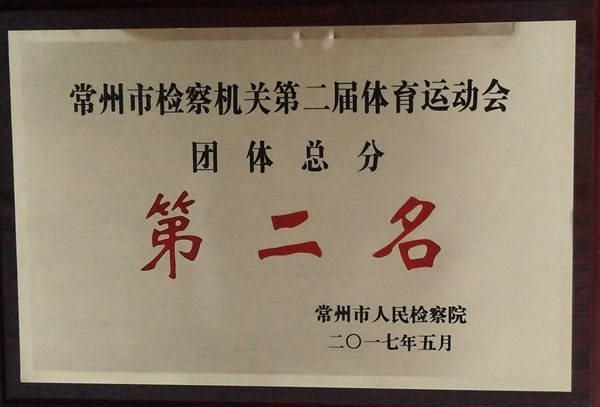 常州市检察机关第二届体育运动会
团体总分
第二名
常州市人民检察院
二〇一七年五月